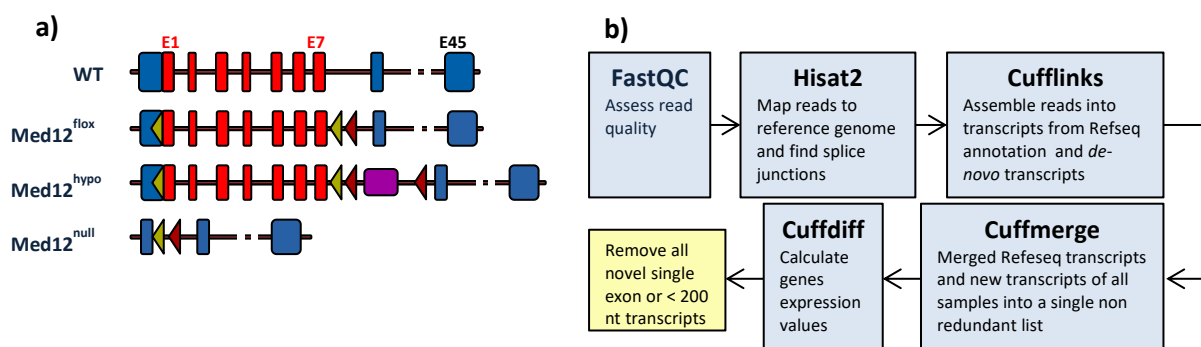 a)
E1
E7
E45
WT
Med12flox
Med12hypo
Med12null
b)
FastQC
Assess read
quality
Hisat2
Map reads to
reference genome
and find splice
junctions
Cufflinks
Assemble reads into
transcripts from Refseq
annotation and de-
novo transcripts
Cuffmerge
Merged Refeseq transcripts
and new transcripts of all
samples into a single non
redundant list
Cuffdiff
Calculate
genes
expression
values
Remove all
novel single
exon or < 200
nt transcripts